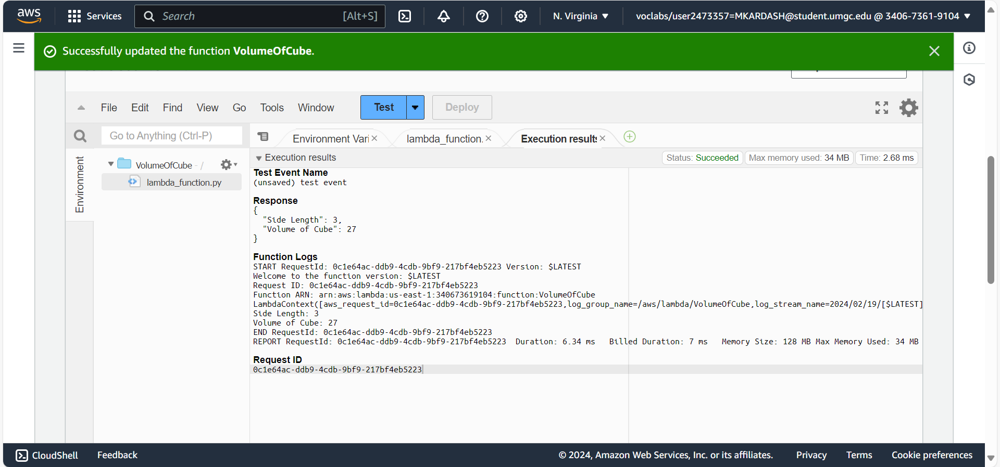 aws
Services
Search
[Alt+S]
N. Virginia
voclabs/user2473357=MKARDASH@student.umgc.edu @ 3406-7361-9104
Successfully updated the function VolumeOfCube.
File
Edit
Find
View
Go
Tools
Window
Test
Deploy
Go to Anything (Ctrl-P)
Environment Vari
lambda_function.
Execution results
Environment
VolumeOfCube - /
lambda_function.py
Execution results
Status: Succeeded
Max memory used: 34 MB
Time: 2.68 ms
Test Event Name
(unsaved) test event
Response
{
"Side Length": 3,
"Volume of Cube": 27
}
Function Logs
START RequestId: 0c1e64ac-ddb9-4cdb-9bf9-217bf4eb5223 Version: $LATEST
Welcome to the function version: $LATEST
Request ID: 0c1e64ac-ddb9-4cdb-9bf9-217bf4eb5223
Function ARN: arn:aws:lambda:us-east-1:340673619104:function:VolumeOfCube
LambdaContext([aws_request_id=0c1e64ac-ddb9-4cdb-9bf9-217bf4eb5223,log_group_name=/aws/lambda/VolumeOfCube,log_stream_name=2024/02/19/[$LATEST]
Side Length: 3
Volume of Cube: 27
END RequestId: 0c1e64ac-ddb9-4cdb-9bf9-217bf4eb5223
REPORT RequestId: 0c1e64ac-ddb9-4cdb-9bf9-217bf4eb5223 Duration: 6.34 ms Billed Duration: 7 ms Memory Size: 128 MB Max Memory Used: 34 MB
Request ID
0c1e64ac-ddb9-4cdb-9bf9-217bf4eb5223
CloudShell
Feedback
© 2024, Amazon Web Services, Inc. or its affiliates.
Privacy
Terms
Cookie preferences